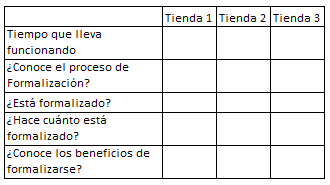 Tienda 1 Tienda 2 Tienda 3
Tiempo que lleva
funcionando
¿Conoce el proceso de
Formalización?
¿Está formalizado?
¿Hace cuánto está
formalizado?
¿Conoce los beneficios de
formalizarse?